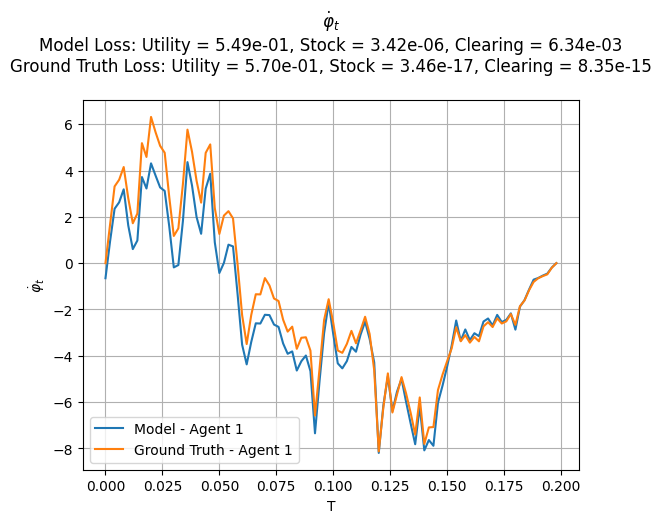 φ̇ₜ
Model Loss: Utility = 5.49e-01, Stock = 3.42e-06, Clearing = 6.34e-03
Ground Truth Loss: Utility = 5.70e-01, Stock = 3.46e-17, Clearing = 8.35e-15
6
4
2
0
−2
−4
−6
−8
φ̇ₜ
Model - Agent 1
Ground Truth - Agent 1
0.000 0.025 0.050 0.075 0.100 0.125 0.150 0.175 0.200
T